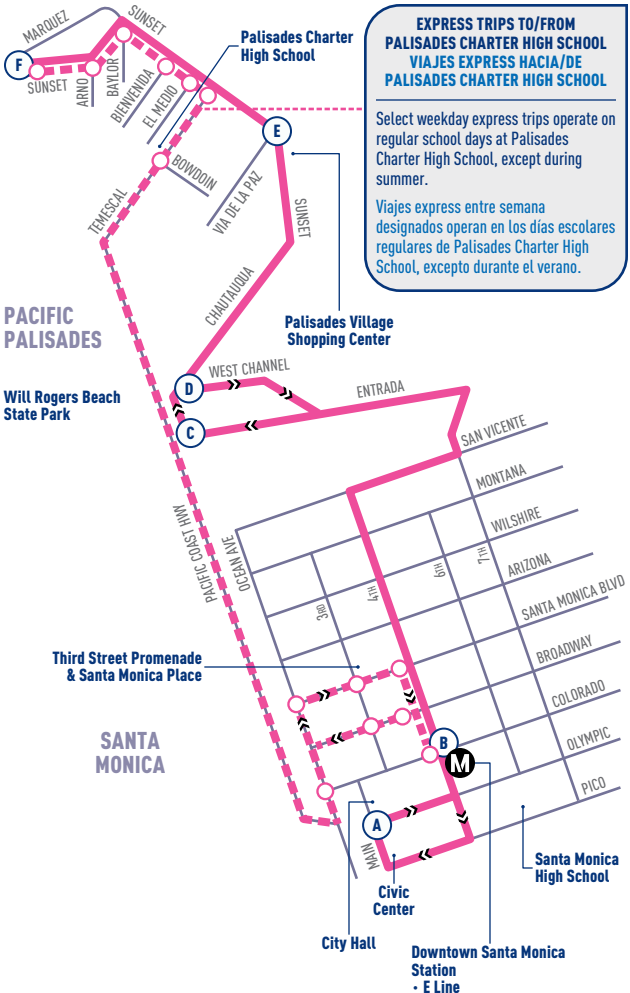 MARQUEZ
SUNSET
F
SUNSET
ARNO
BAYLOR
BIENVENIDA
EL MEDIO
Palisades Charter
High School
E
BOWDOIN
VIA DE LA PAZ
TEMESCAL
SUNSET
CHAUTAUQUA
EXPRESS TRIPS TO/FROM
PALISADES CHARTER HIGH SCHOOL
VIAJES EXPRESS HACIA/DE
PALISADES CHARTER HIGH SCHOOL
Select weekday express trips operate on
regular school days at Palisades
Charter High School, except during
summer.
Viajes express entre semana
designados operan en los días escolares
regulares de Palisades Charter High
School, excepto durante el verano.
PACIFIC
PALISADES
Palisades Village
Shopping Center
Will Rogers Beach
State Park
D
WEST CHANNEL
ENTRADA
C
SAN VICENTE
MONTANA
WILSHIRE
ARIZONA
SANTA MONICA BLVD
BROADWAY
COLORADO
OLYMPIC
PICO
PACIFIC COAST HWY
OCEAN AVE
3RD
4TH
6TH
7TH
Third Street Promenade
& Santa Monica Place
SANTA
MONICA
B
M
A
MAIN
Civic
Center
City Hall
Santa Monica
High School
Downtown Santa Monica
Station
• E Line